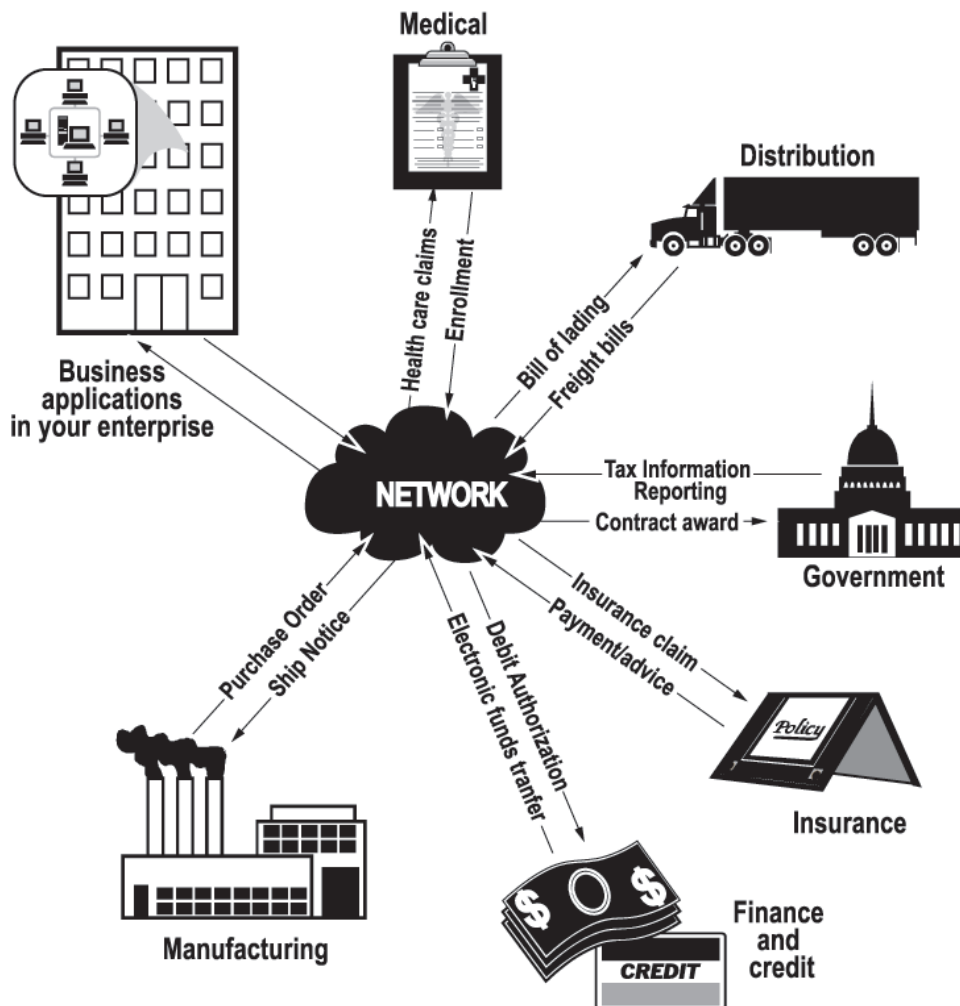 Medical
Distribution
Health care claims
Enrollment
Bill of lading
Freight bills
Business
applications
in your enterprise
NETWORK
Tax Information
Reporting
Contract award
Government
Insurance claim
Payment/advice
Policy
Insurance
Purchase Order
Ship Notice
Debit Authorization
Electronic funds tranfer
Manufacturing
$ $
CREDIT
Finance
and
credit